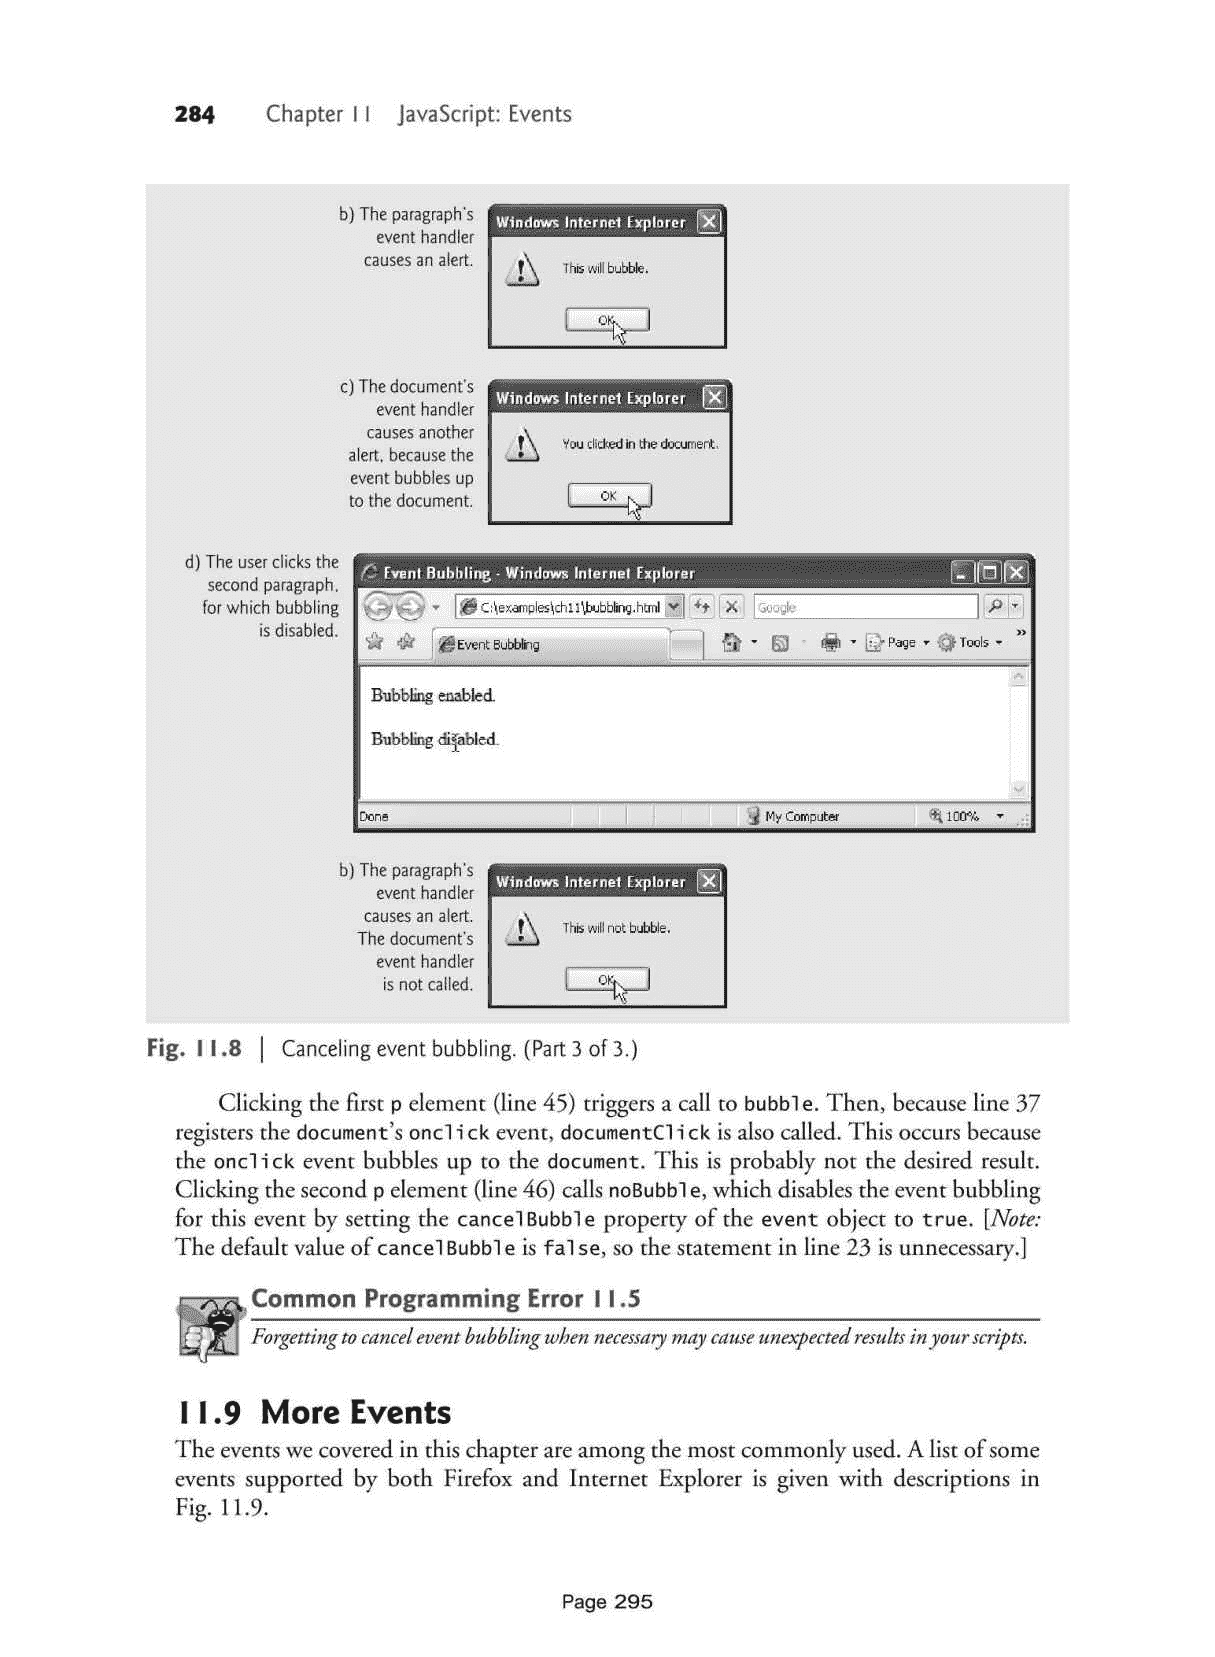 284 Chapter 11 JavaScript: Events
b) The paragraph's
event handler
causes an alert.
Windows Internet Explorer
This will bubble.
OK
c) The document's
event handler
causes another
alert, because the
event bubbles up
to the document.
Windows Internet Explorer
You clicked in the document.
OK
d) The user clicks the
second paragraph,
for which bubbling
is disabled.
Event Bubbling - Windows Internet Explorer
C:\examples\ch11\bubbling.html
Google
Event Bubbling
Page
Tools
»
Bubbling enabled.
Bubbling disabled.
Done
My Computer
100%
b) The paragraph's
event handler
causes an alert.
The document's
event handler
is not called.
Windows Internet Explorer
This will not bubble.
OK
Fig. 11.8 | Canceling event bubbling. (Part 3 of 3.)
Clicking the first p element (line 45) triggers a call to bubble. Then, because line 37
registers the document's onclick event, documentClick is also called. This occurs because
the onclick event bubbles up to the document. This is probably not the desired result.
Clicking the second p element (line 46) calls noBubble, which disables the event bubbling
for this event by setting the cancelBubble property of the event object to true. [Note:
The default value of cancelBubble is false, so the statement in line 23 is unnecessary.]
Common Programming Error 11.5
Forgetting to cancel event bubbling when necessary may cause unexpected results in your scripts.
11.9 More Events
The events we covered in this chapter are among the most commonly used. A list of some
events supported by both Firefox and Internet Explorer is given with descriptions in
Fig. 11.9.
Page 295